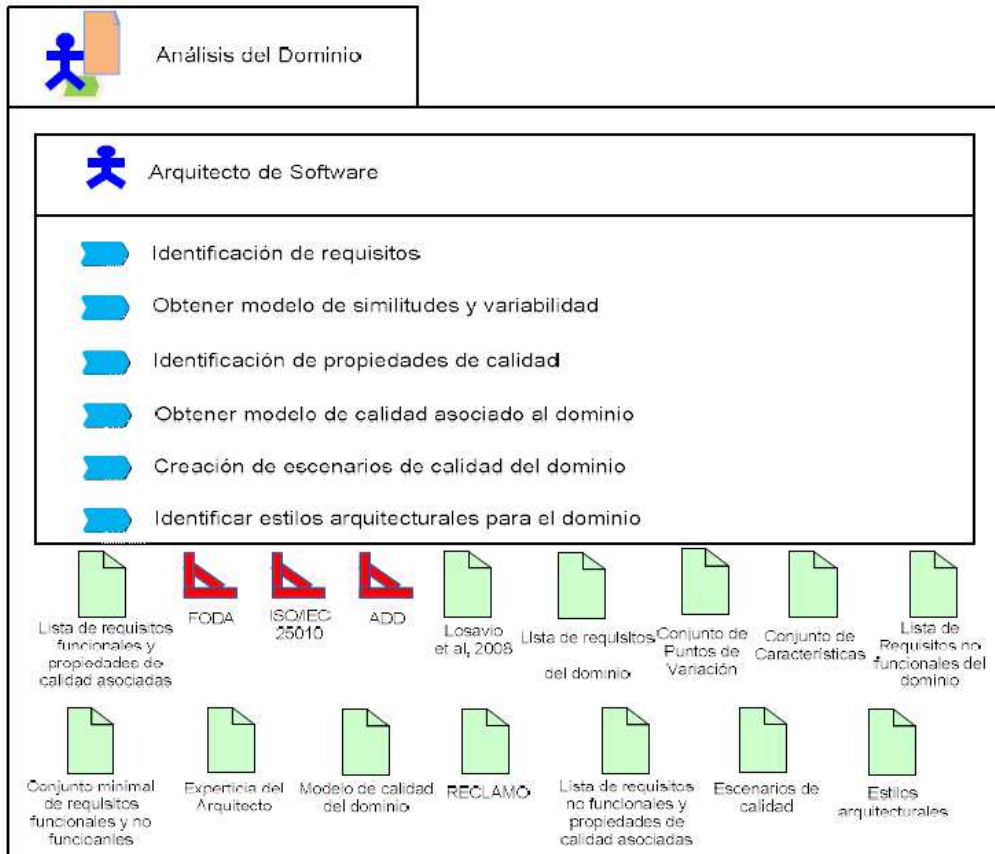 Análisis del Dominio
Arquitecto de Software
Identificación de requisitos
Obtener modelo de similitudes y variabilidad
Identificación de propiedades de calidad
Obtener modelo de calidad asociado al dominio
Creación de escenarios de calidad del dominio
Identificar estilos arquitecturales para el dominio
Lista de requisitos
funcionales y
propiedades de
calidad asociadas
FODA
ISO/IEC
25010
ADD
Losavio
et al, 2008
Lista de requisitos
del dominio
Conjunto de
Puntos de
Variación
Conjunto de
Características
Lista de
Requisitos no
funcionales del
dominio
Conjunto minimal
de requisitos
funcionales y no
funcioanles
Experticia del
Arquitecto
Modelo de calidad
del dominio
RECLAMO
Lista de requisitos
no funcionales y
propiedades de
calidad asociadas
Escenarios de
calidad
Estilos
arquitecturales